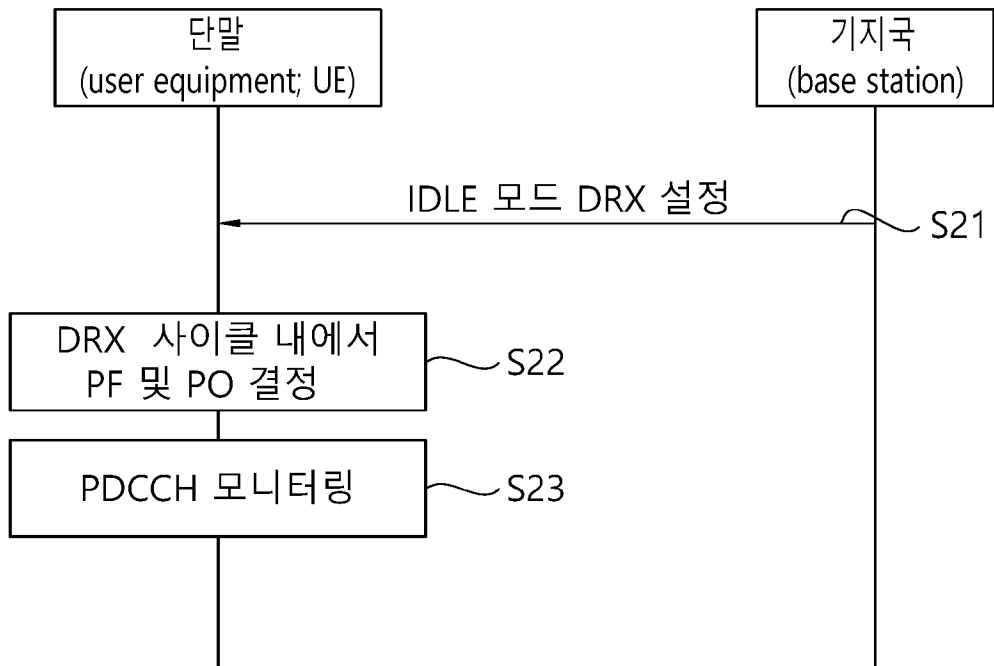 단말
(user equipment; UE)
기지국
(base station)
IDLE 모드 DRX 설정
S21
DRX 사이클 내에서
PF 및 PO 결정
S22
PDCCH 모니터링
S23